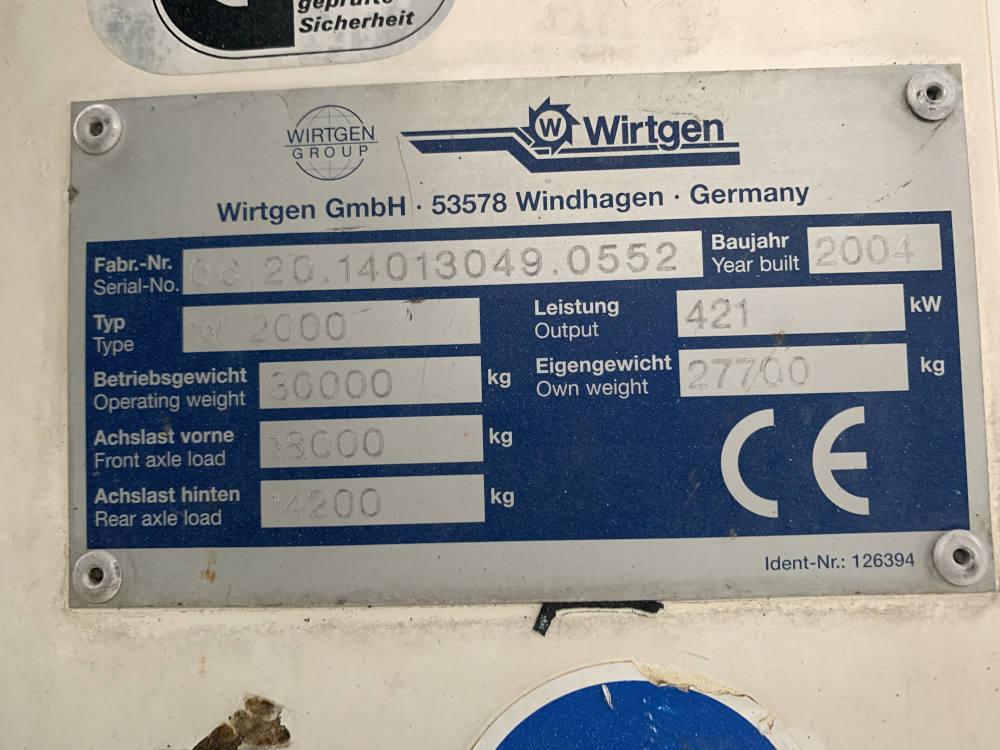 geprüfte
Sicherheit
WIRTGEN
GROUP
W Wirtgen
Wirtgen GmbH · 53578 Windhagen · Germany
Fabr.-Nr. 06.20.14013049.0552 Baujahr 2004
Serial-No. Year built
Typ W 2000 Leistung 421 kW
Type Output
Betriebsgewicht 30000 kg Eigengewicht 27700 kg
Operating weight Own weight
Achslast vorne 18000 kg
Front axle load
Achslast hinten 14200 kg
Rear axle load
CE
Ident-Nr.: 126394